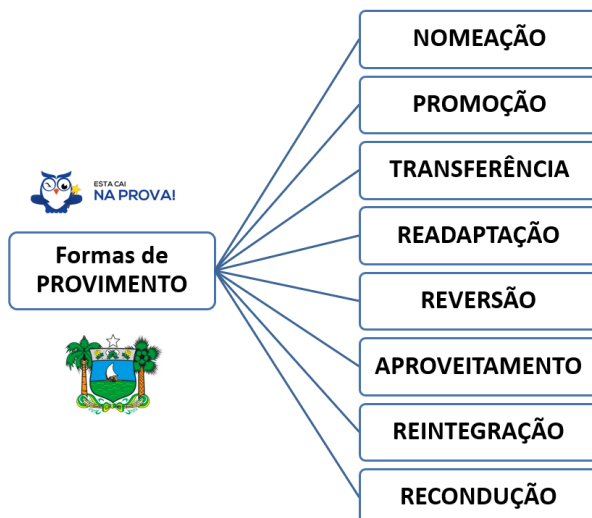 NOMEAÇÃO
PROMOÇÃO
TRANSFERÊNCIA
ESTA CAI
NA PROVA!
READAPTAÇÃO
Formas de
PROVIMENTO
REVERSÃO
APROVEITAMENTO
REINTEGRAÇÃO
RECONDUÇÃO